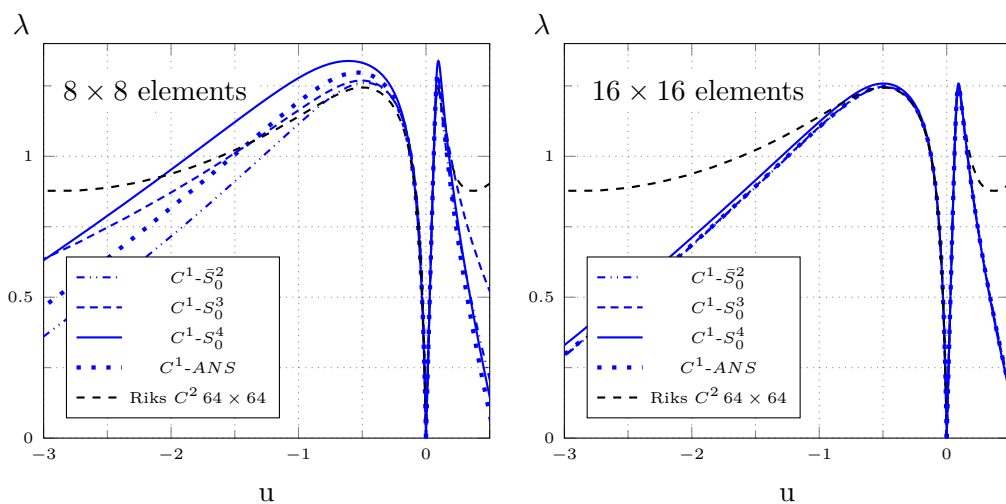 λ
8 × 8 elements
1
0.5
0
−3
−2
−1
0
u
C¹-S̄₀²
C¹-S₀³
C¹-S₀⁴
C¹-ANS
Riks C² 64 × 64
λ
16 × 16 elements
1
0.5
0
−3
−2
−1
0
u
C¹-S̄₀²
C¹-S₀³
C¹-S₀⁴
C¹-ANS
Riks C² 64 × 64